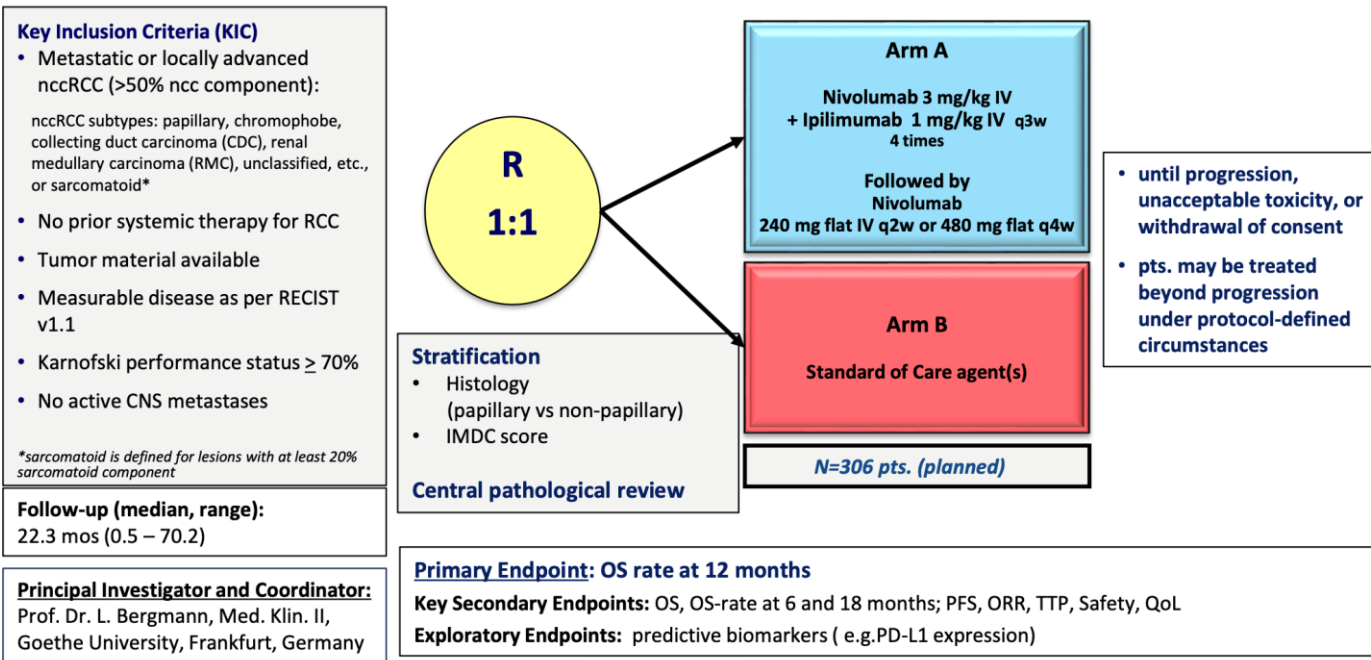 Key Inclusion Criteria (KIC)
• Metastatic or locally advanced
nccRCC (>50% ncc component):
nccRCC subtypes: papillary, chromophobe,
collecting duct carcinoma (CDC), renal
medullary carcinoma (RMC), unclassified, etc.,
or sarcomatoid*
• No prior systemic therapy for RCC
• Tumor material available
• Measurable disease as per RECIST
v1.1
• Karnofski performance status ≥ 70%
• No active CNS metastases
*sarcomatoid is defined for lesions with at least 20%
sarcomatoid component
Follow-up (median, range):
22.3 mos (0.5 – 70.2)
Principal Investigator and Coordinator:
Prof. Dr. L. Bergmann, Med. Klin. II,
Goethe University, Frankfurt, Germany
R
1:1
Stratification
• Histology
(papillary vs non-papillary)
• IMDC score
Central pathological review
Arm A
Nivolumab 3 mg/kg IV
+ Ipilimumab 1 mg/kg IV q3w
4 times
Followed by
Nivolumab
240 mg flat IV q2w or 480 mg flat q4w
Arm B
Standard of Care agent(s)
N=306 pts. (planned)
• until progression,
unacceptable toxicity, or
withdrawal of consent
• pts. may be treated
beyond progression
under protocol-defined
circumstances
Primary Endpoint: OS rate at 12 months
Key Secondary Endpoints: OS, OS-rate at 6 and 18 months; PFS, ORR, TTP, Safety, QoL
Exploratory Endpoints: predictive biomarkers ( e.g.PD-L1 expression)